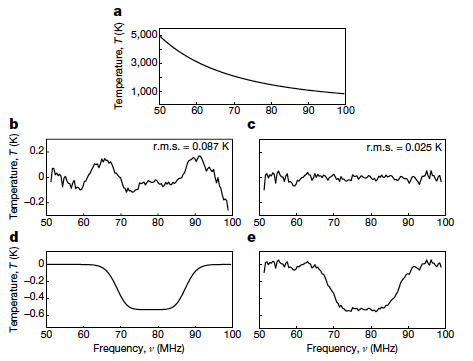 a
Temperature, T (K)
5,000
3,000
1,000
50 60 70 80 90 100
b
Temperature, T (K)
r.m.s. = 0.087 K
0.2
0
–0.2
50 60 70 80 90 100
c
r.m.s. = 0.025 K
50 60 70 80 90 100
d
Temperature, T (K)
0
–0.2
–0.4
–0.6
50 60 70 80 90 100
Frequency, ν (MHz)
e
50 60 70 80 90 100
Frequency, ν (MHz)